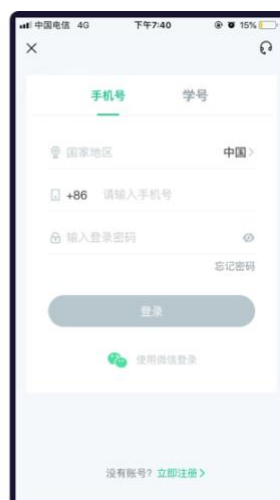 中国电信 4G 下午7:40 15%
手机号 学号
国家地区 中国
+86 请输入手机号
输入登录密码
忘记密码
登录
使用微信登录
没有账号？立即注册